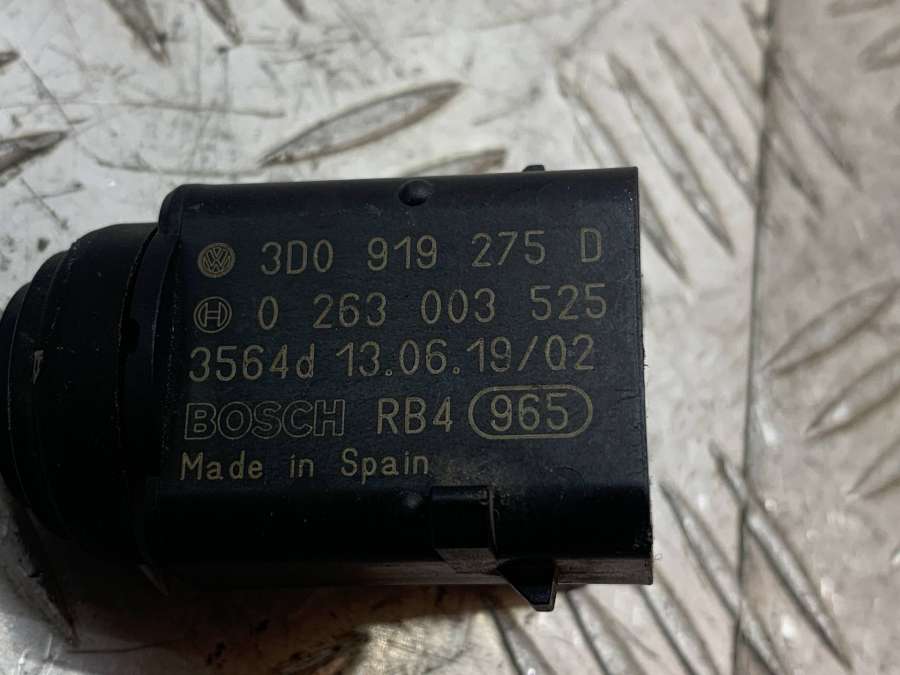 3D0 919 275 D
0 263 003 525
3564d 13.06.19/02
BOSCH RB4 965
Made in Spain